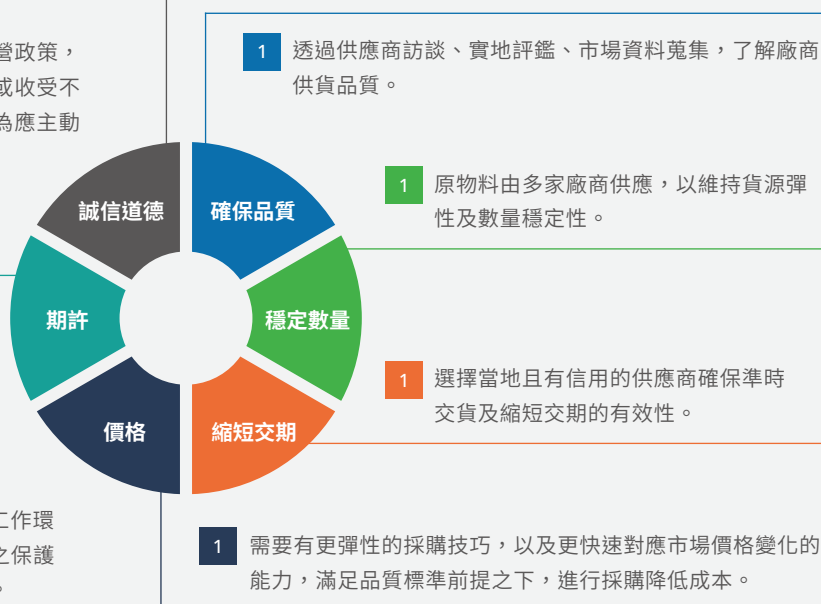 營政策，
或收受不
為應主動
1
透過供應商訪談、實地評鑑、市場資料蒐集，了解廠商
供貨品質。
1
原物料由多家廠商供應，以維持貨源彈
性及數量穩定性。
誠信道德
確保品質
期許
穩定數量
價格
縮短交期
1
選擇當地且有信用的供應商確保準時
交貨及縮短交期的有效性。
工作環
之保護
。
1
需要有更彈性的採購技巧，以及更快速對應市場價格變化的
能力，滿足品質標準前提之下，進行採購降低成本。